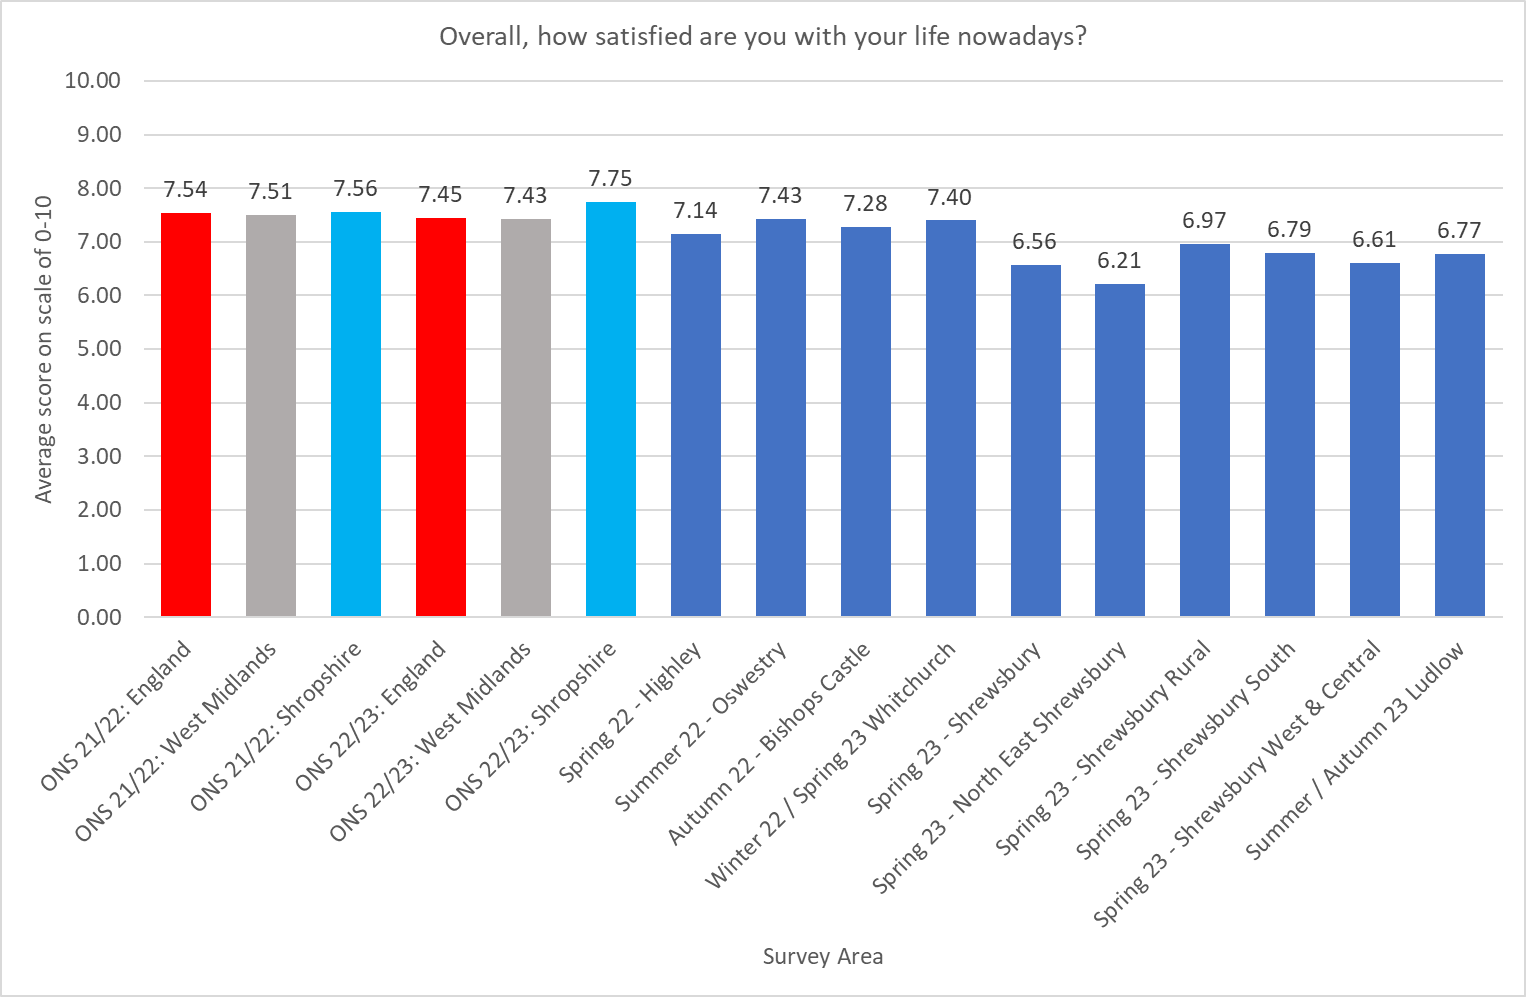 Overall, how satisfied are you with your life nowadays?
Average score on scale of 0-10
10.00
9.00
8.00
7.00
6.00
5.00
4.00
3.00
2.00
1.00
0.00
7.54
7.51
7.56
7.45
7.43
7.75
7.14
7.43
7.28
7.40
6.56
6.21
6.97
6.79
6.61
6.77
ONS 21/22: England
ONS 21/22: West Midlands
ONS 21/22: Shropshire
ONS 22/23: England
ONS 22/23: West Midlands
ONS 22/23: Shropshire
Spring 22 - Highley
Summer 22 - Oswestry
Autumn 22 - Bishops Castle
Winter 22 / Spring 23 Whitchurch
Spring 23 - Shrewsbury
Spring 23 - North East Shrewsbury
Spring 23 - Shrewsbury Rural
Spring 23 - Shrewsbury South
Spring 23 - Shrewsbury West & Central
Summer / Autumn 23 Ludlow
Survey Area